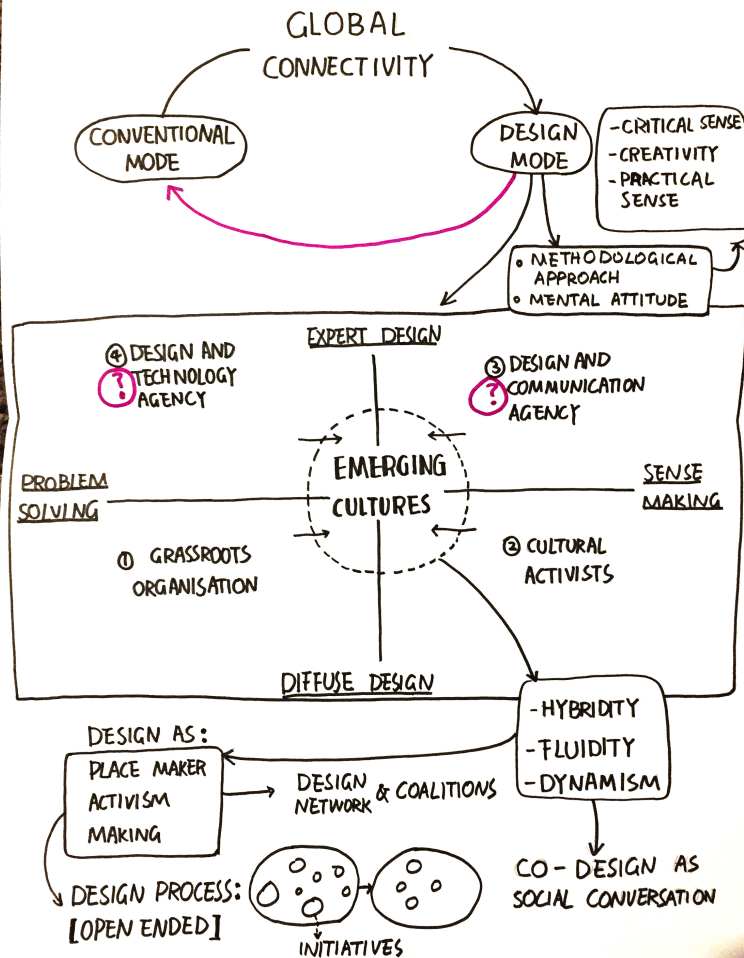 GLOBAL
CONNECTIVITY
CONVENTIONAL
MODE
DESIGN
MODE
-CRITICAL SENSE
-CREATIVITY
-PRACTICAL
SENSE
• METHODOLOGICAL
APPROACH
• MENTAL ATTITUDE
EXPERT DESIGN
④ DESIGN AND
? TECHNOLOGY
AGENCY
③ DESIGN AND
? COMMUNICATION
AGENCY
EMERGING
CULTURES
PROBLEM
SOLVING
SENSE
MAKING
① GRASSROOTS
ORGANISATION
② CULTURAL
ACTIVISTS
DIFFUSE DESIGN
-HYBRIDITY
-FLUIDITY
-DYNAMISM
DESIGN AS:
PLACE MAKER
ACTIVISM
MAKING
DESIGN
NETWORK & COALITIONS
CO-DESIGN AS
SOCIAL CONVERSATION
DESIGN PROCESS:
[OPEN ENDED]
INITIATIVES